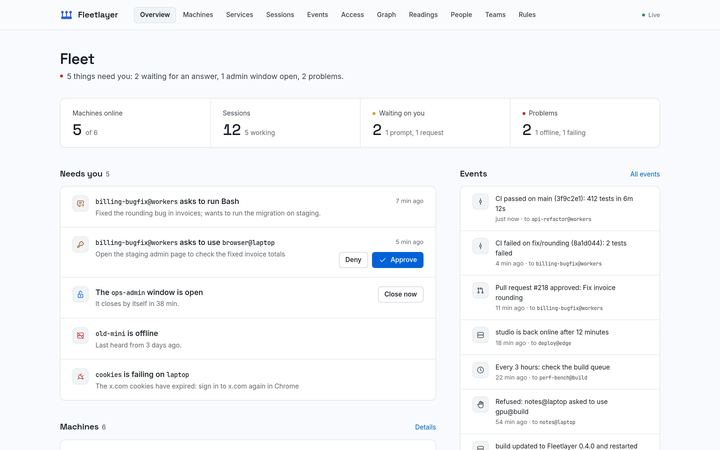 Fleetlayer
Overview Machines Services Sessions Events Access Graph Readings People Teams Rules
Live
Fleet
5 things need you: 2 waiting for an answer, 1 admin window open, 2 problems.
Machines online
5 of 6
Sessions
12 5 working
Waiting on you
2 1 prompt, 1 request
Problems
2 1 offline, 1 failing
Needs you 5
billing-bugfix@workers asks to run Bash
7 min ago
Fixed the rounding bug in invoices; wants to run the migration on staging.
billing-bugfix@workers asks to use browser@laptop
5 min ago
Open the staging admin page to check the fixed invoice totals
Deny Approve
The ops-admin window is open
It closes by itself in 38 min.
Close now
old-mini is offline
Last heard from 3 days ago.
cookies is failing on laptop
The x.com cookies have expired: sign in to x.com again in Chrome
Machines 6
Details
Events
All events
CI passed on main (3f9c2e1): 412 tests in 6m
12s
just now · to api-refactor@workers
CI failed on fix/rounding (8a1d044): 2 tests
failed
4 min ago · to billing-bugfix@workers
Pull request #218 approved: Fix invoice
rounding
11 min ago · to billing-bugfix@workers
studio is back online after 12 minutes
18 min ago · to deploy@edge
Every 3 hours: check the build queue
22 min ago · to perf-bench@build
Refused: notes@laptop asked to use
gpu@build
54 min ago · to notes@laptop
build updated to Fleetlayer 0.4.0 and restarted